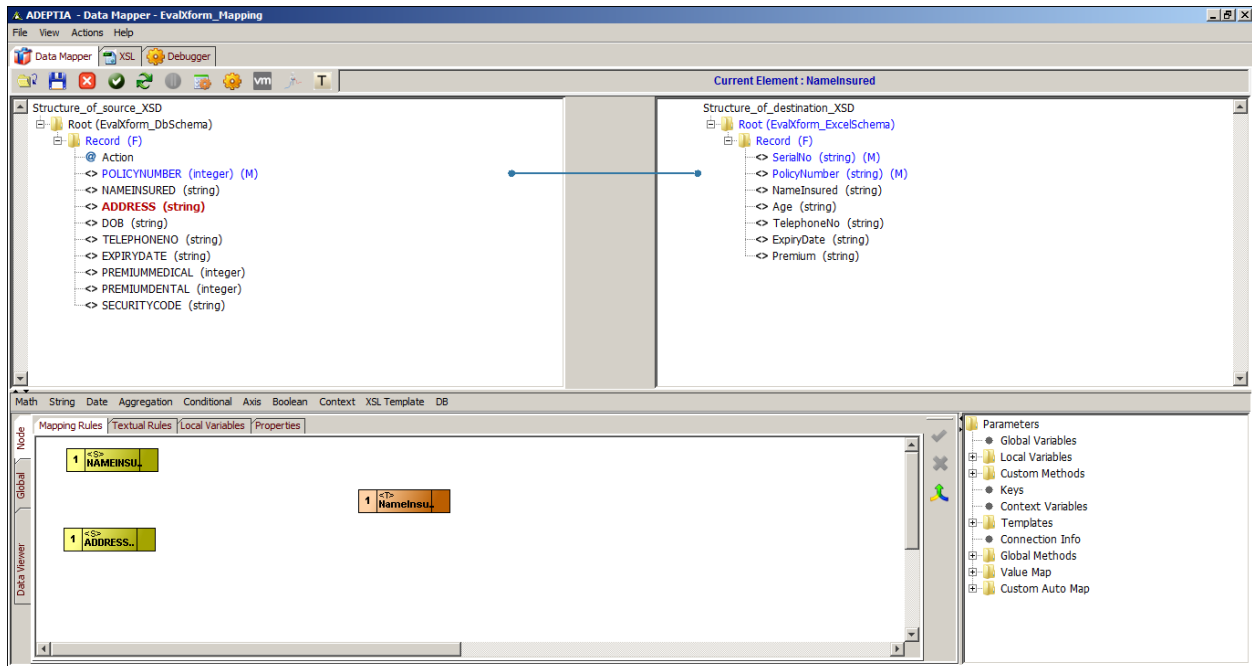 ADEPTIA - Data Mapper - EvalXform_Mapping
File View Actions Help
Data Mapper XSL Debugger
vm T Current Element : NameInsured
Structure_of_source_XSD
Root (EvalXform_DbSchema)
Record (F)
@ Action
<> POLICYNUMBER (integer) (M)
<> NAMEINSURED (string)
<> ADDRESS (string)
<> DOB (string)
<> TELEPHONENO (string)
<> EXPIRYDATE (string)
<> PREMIUMMEDICAL (integer)
<> PREMIUMDENTAL (integer)
<> SECURITYCODE (string)
Structure_of_destination_XSD
Root (EvalXform_ExcelSchema)
Record (F)
<> SerialNo (string) (M)
<> PolicyNumber (string) (M)
<> NameInsured (string)
<> Age (string)
<> TelephoneNo (string)
<> ExpiryDate (string)
<> Premium (string)
Math String Date Aggregation Conditional Axis Boolean Context XSL Template DB
Node
Global
Data Viewer
Mapping Rules Textual Rules Local Variables Properties
1 <S> NAMEINSU..
1 <T> NameInsu..
1 <S> ADDRESS..
Parameters
Global Variables
Local Variables
Custom Methods
Keys
Context Variables
Templates
Connection Info
Global Methods
Value Map
Custom Auto Map